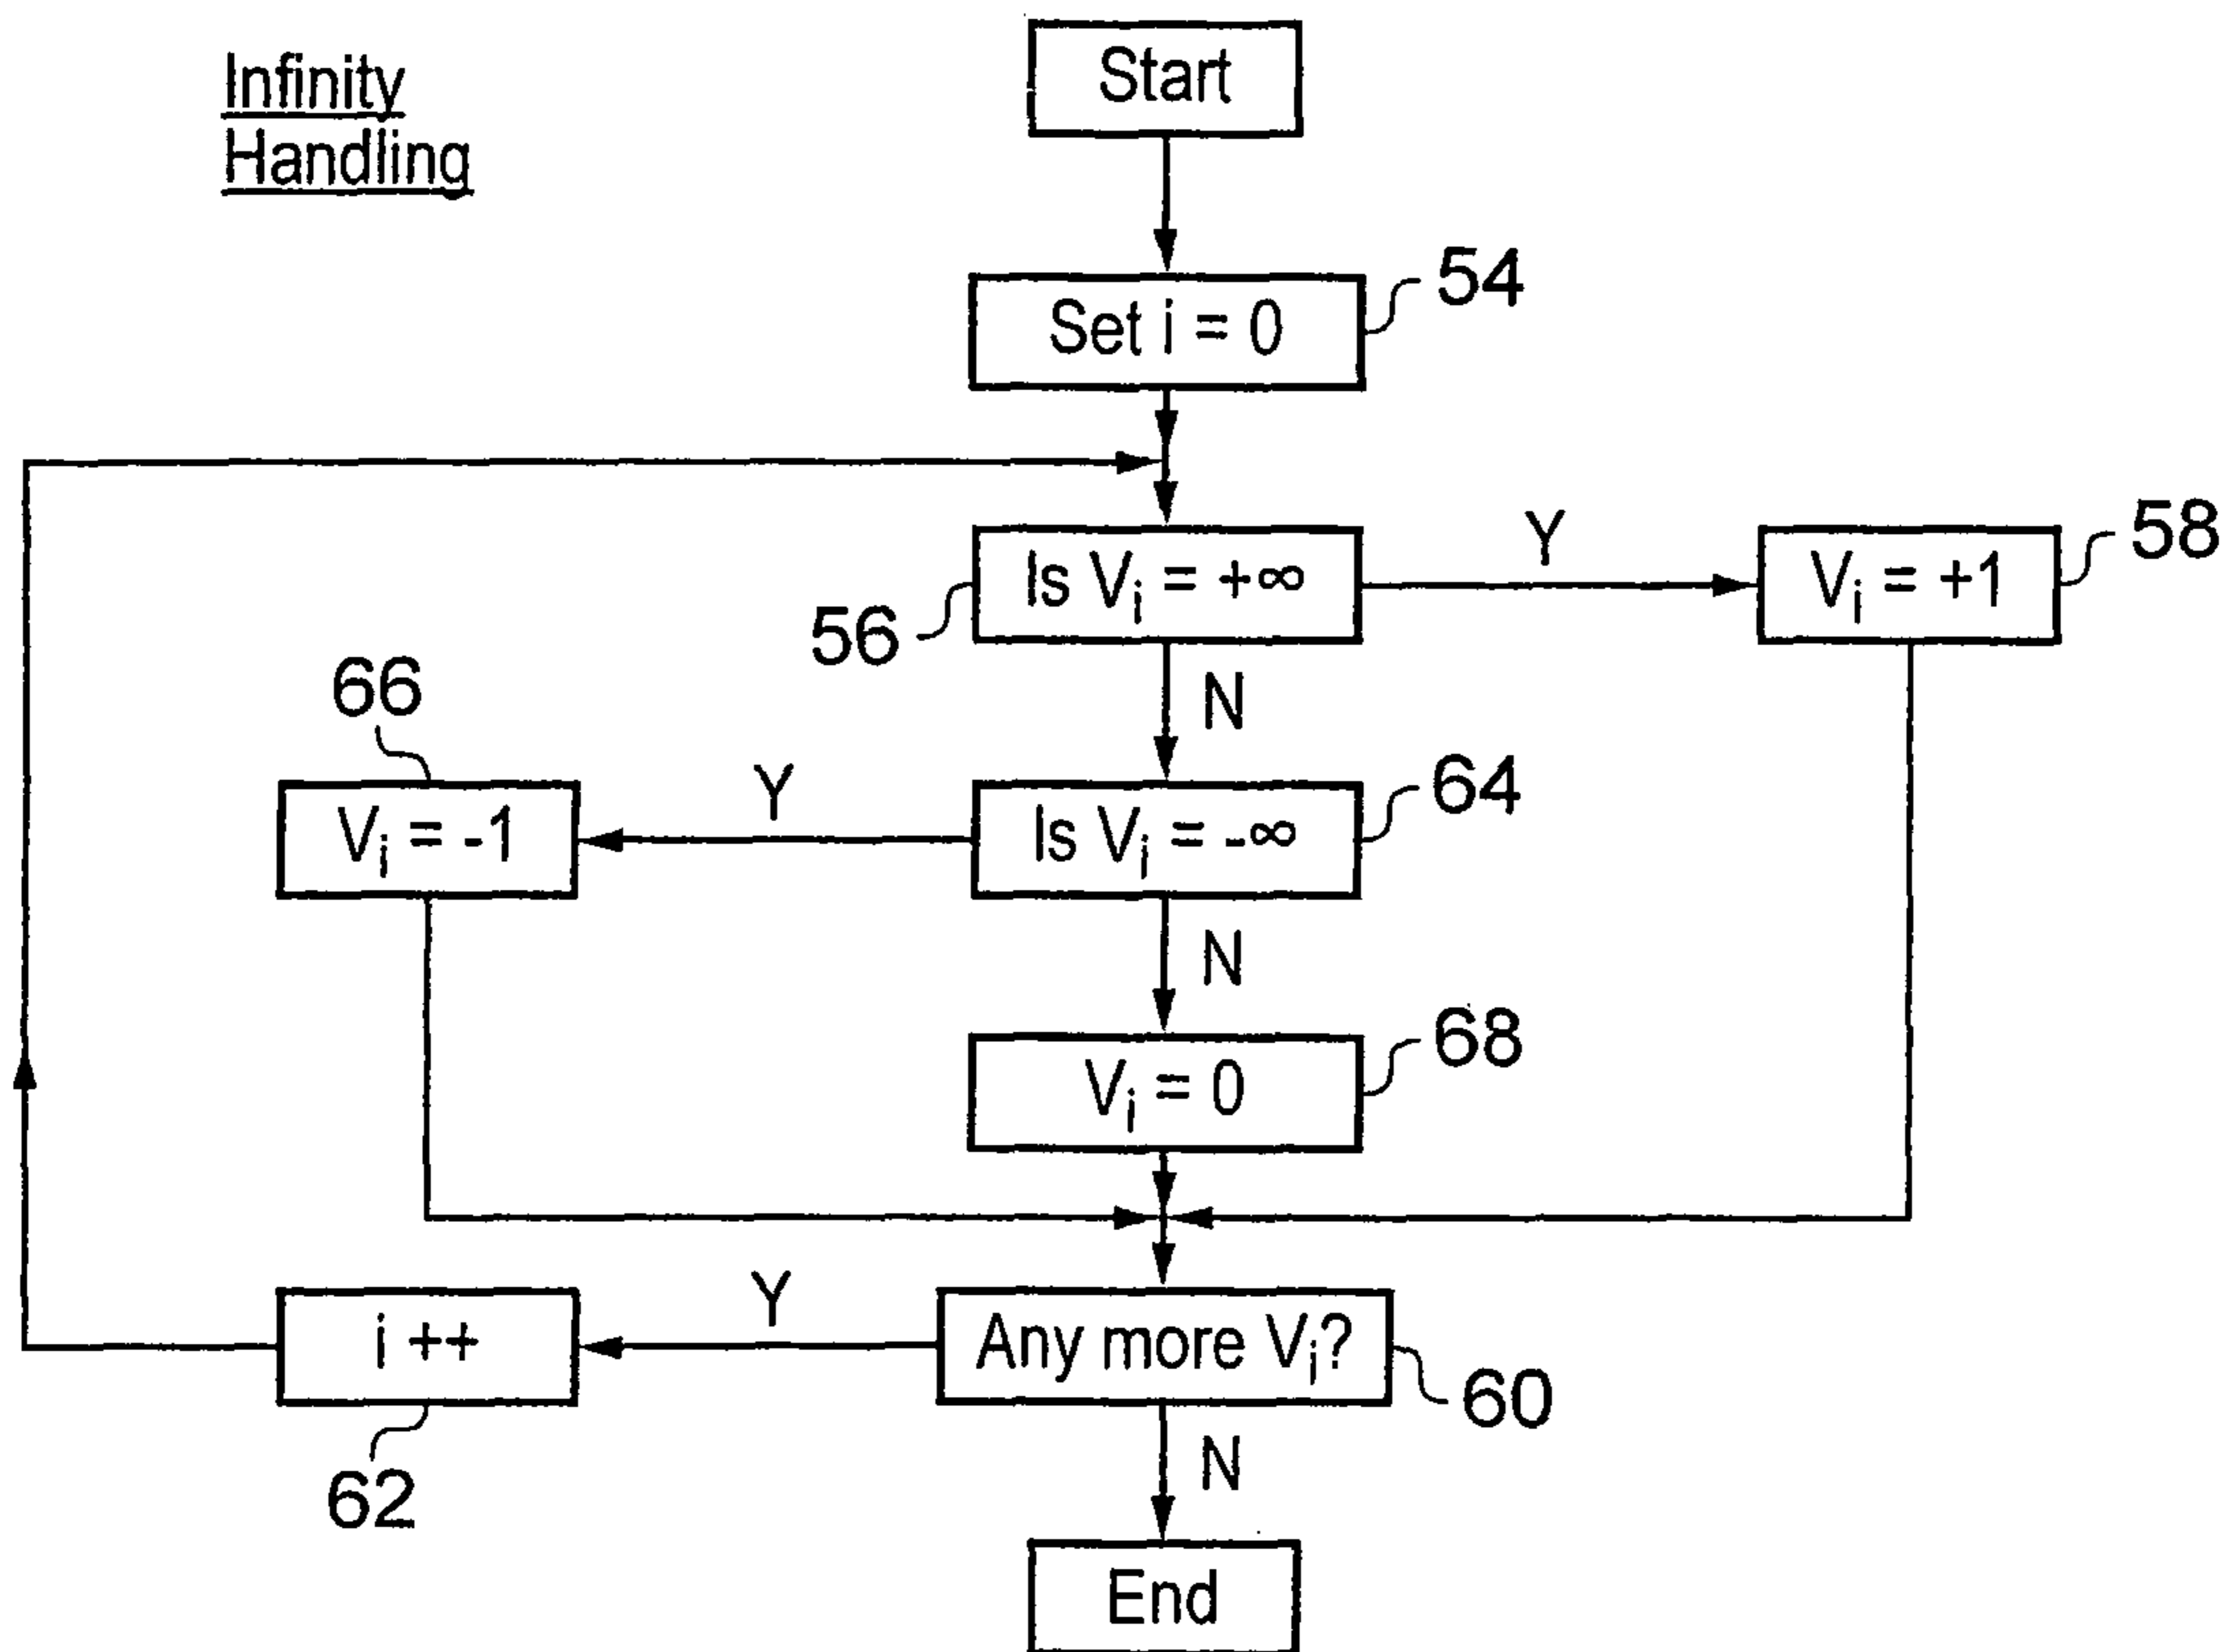 Infinity
Handling
Start
54
Set i = 0
56
Is Vᵢ = +∞
Y
58
Vᵢ = +1
N
66
Vᵢ = -1
Y
64
Is Vᵢ = -∞
N
68
Vᵢ = 0
i ++
62
Y
Any more Vᵢ?
60
N
End